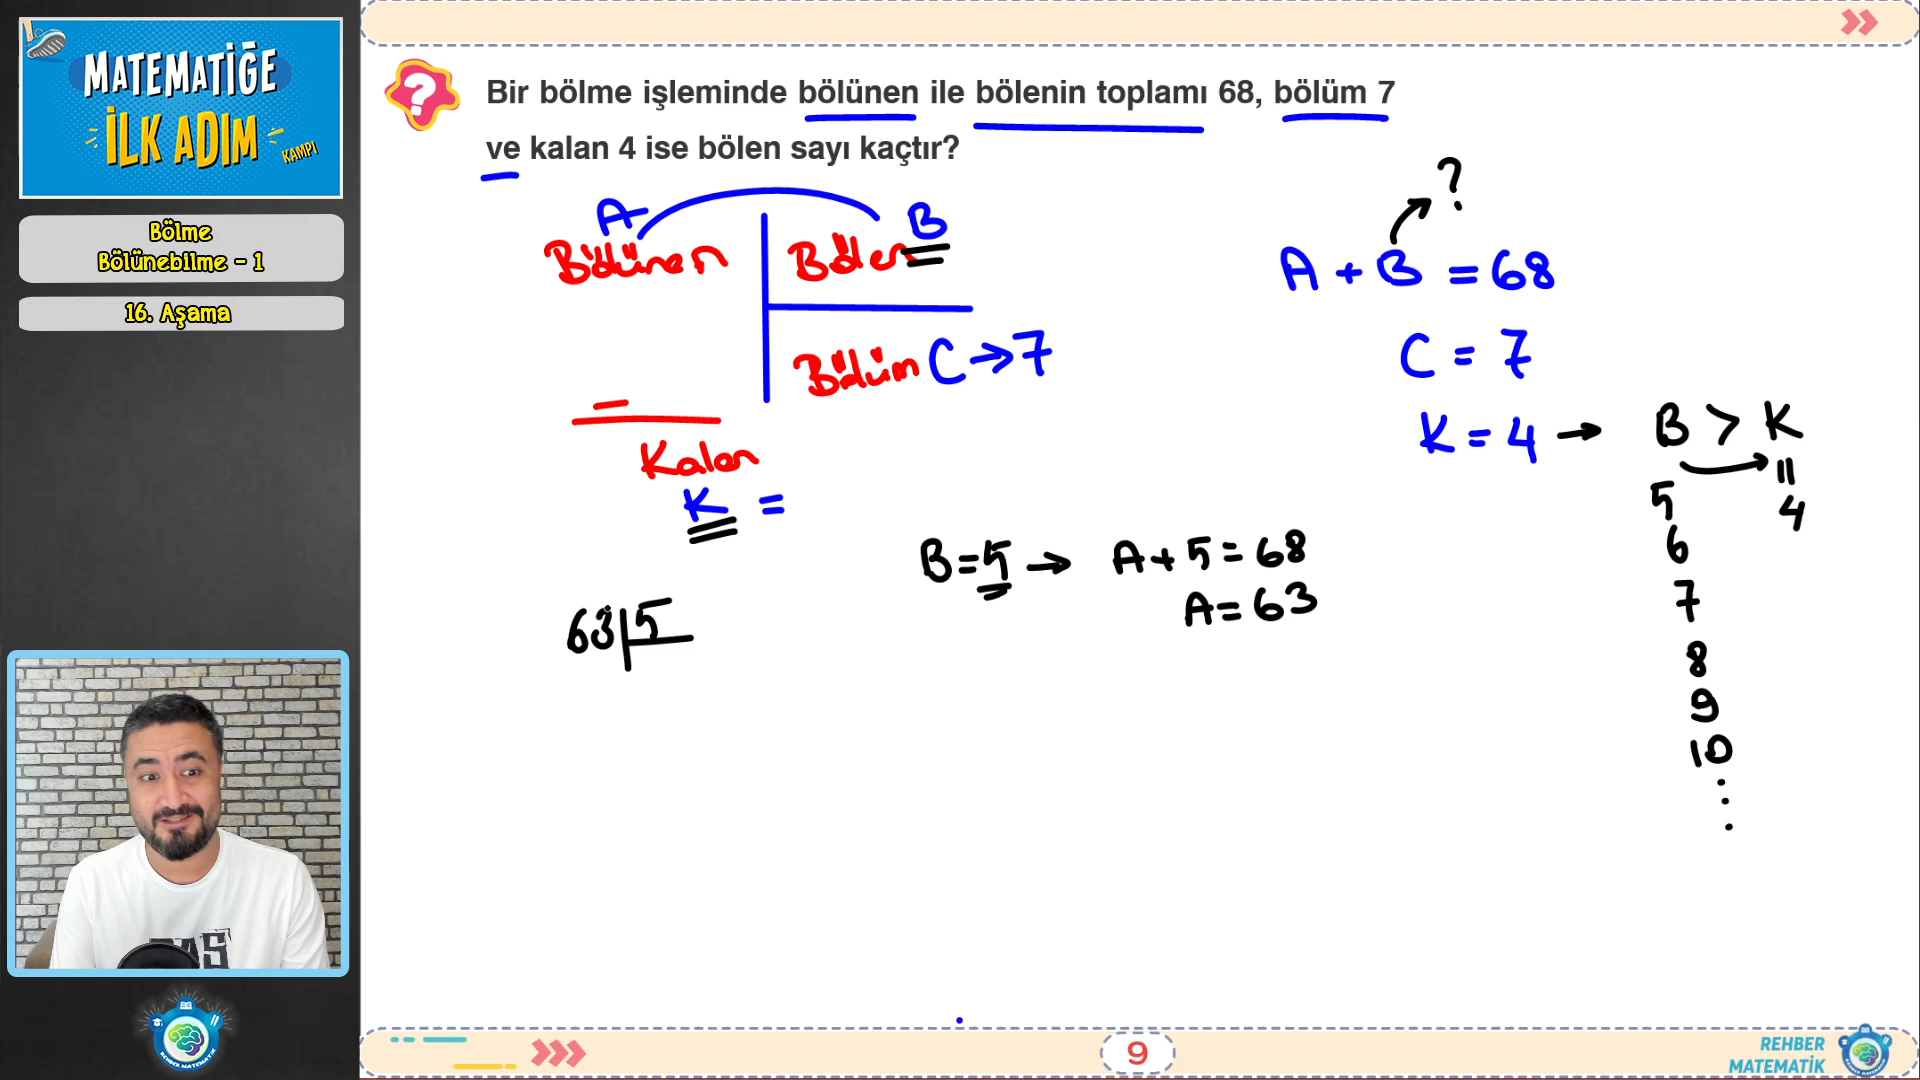 MATEMATİĞE
İLK ADIM
KAMPI
Bölme
Bölünebilme - 1
16. Aşama
?
Bir bölme işleminde bölünen ile bölenin toplamı 68, bölüm 7
ve kalan 4 ise bölen sayı kaçtır?
A
B
Bölünen
Bölen
Bölüm C → 7
Kalan
K =
?
A + B = 68
C = 7
K = 4 → B > K
5
6
7
8
9
10
.
.
.
=
4
B = 5 → A + 5 = 68
A = 63
63 5
9
REHBER
MATEMATİK
REHBER MATEMATİK